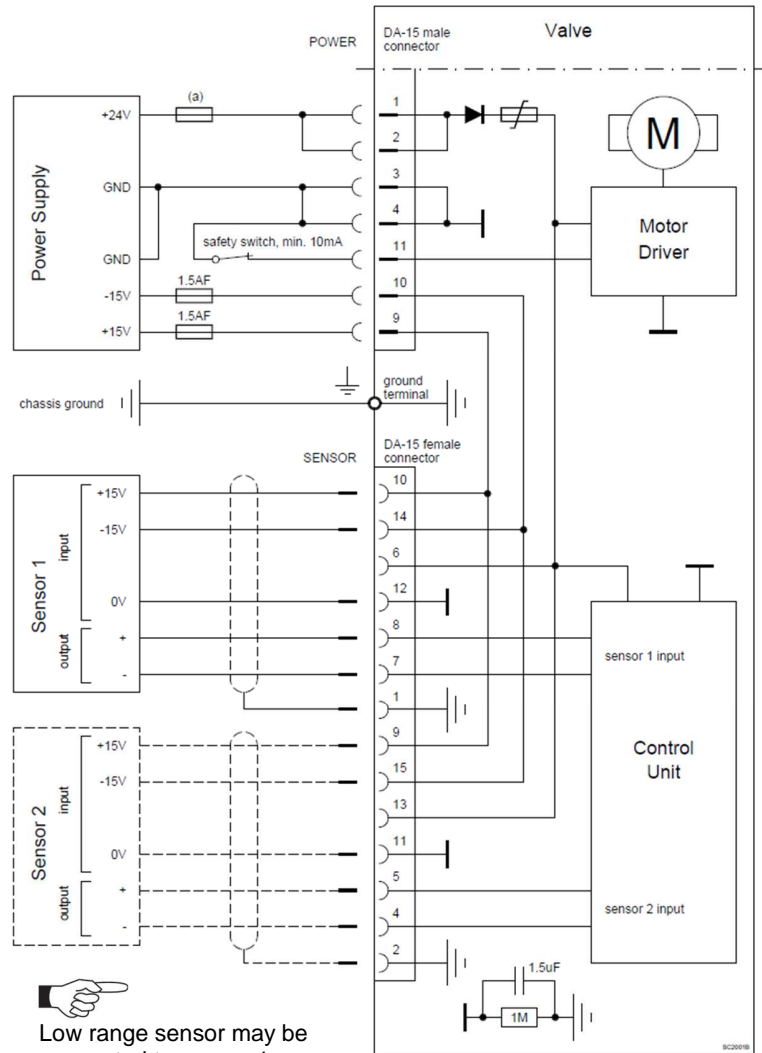 POWER
DA-15 male
connector
Valve
Power Supply
+24V
(a)
1
2
GND
3
4
safety switch, min. 10mA
GND
11
1.5AF
-15V
10
1.5AF
+15V
9
M
Motor
Driver
chassis ground
ground
terminal
SENSOR
DA-15 female
connector
Sensor 1
input
output
+15V
10
-15V
14
6
0V
12
+
8
-
7
1
sensor 1 input
Sensor 2
input
output
+15V
9
-15V
15
13
0V
11
+
5
-
4
2
Control
Unit
sensor 2 input
1.5uF
1M
SC2001B
Low range sensor may be